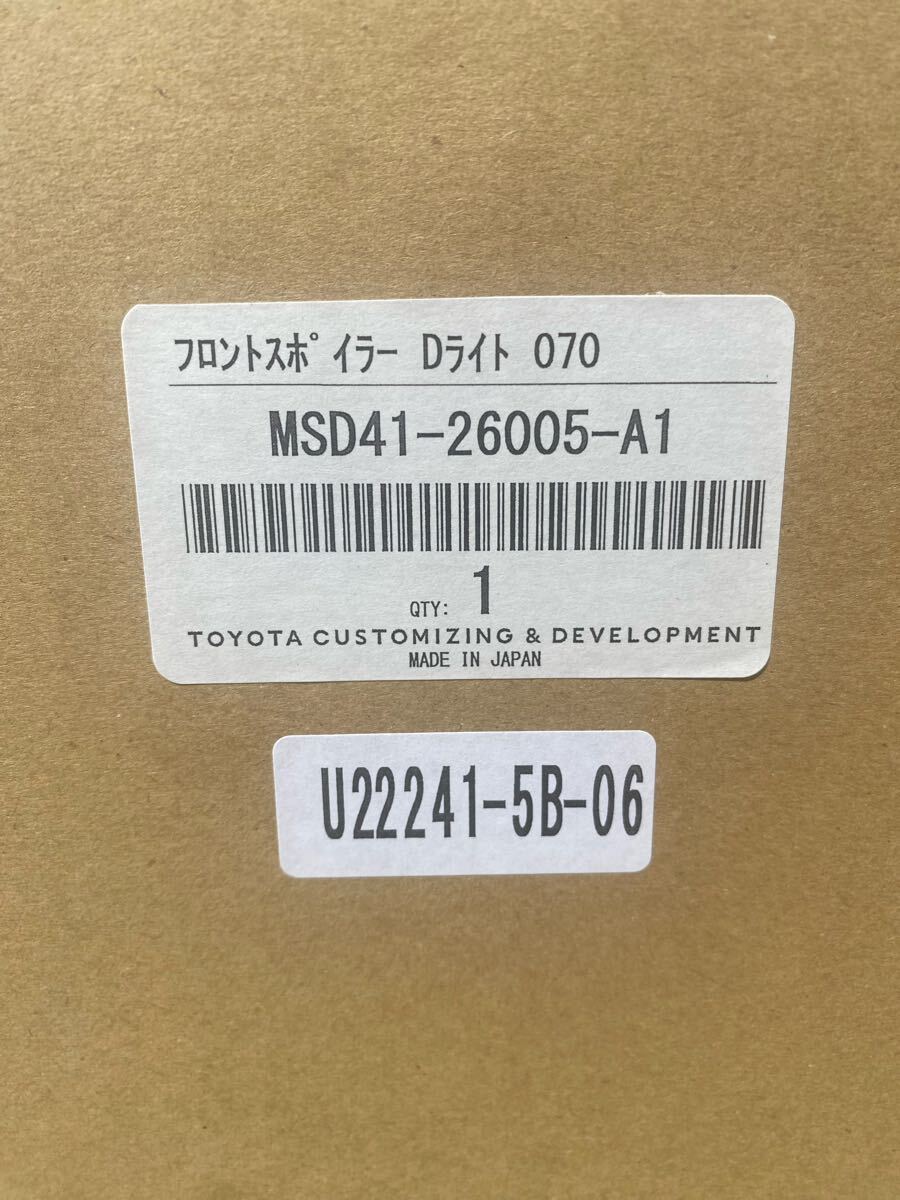 フロントスポイラー Dライト 070
MSD41-26005-A1
QTY: 1
TOYOTA CUSTOMIZING & DEVELOPMENT
MADE IN JAPAN
U22241-5B-06